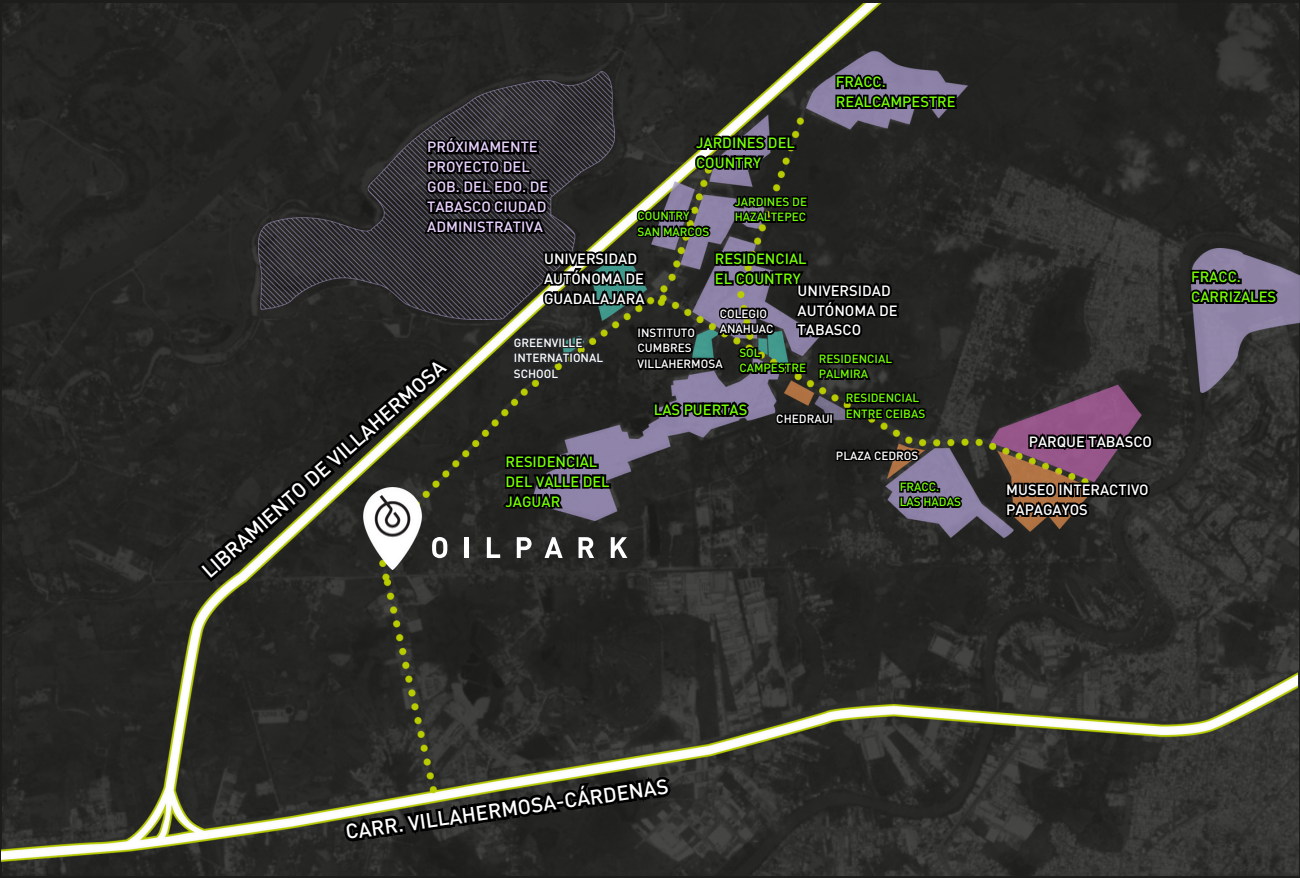 FRACC.
REALCAMPESTRE
PRÓXIMAMENTE
PROYECTO DEL
GOB. DEL EDO. DE
TABASCO CIUDAD
ADMINISTRATIVA
JARDINES DEL
COUNTRY
COUNTRY
SAN MARCOS
JARDINES DE
HAZALTEPEC
UNIVERSIDAD
AUTÓNOMA DE
GUADALAJARA
RESIDENCIAL
EL COUNTRY
UNIVERSIDAD
AUTÓNOMA DE
TABASCO
FRACC.
CARRIZALES
GREENVILLE
INTERNATIONAL
SCHOOL
INSTITUTO
CUMBRES
VILLAHERMOSA
COLEGIO
ANAHUAC
SOL
CAMPESTRE
RESIDENCIAL
PALMIRA
RESIDENCIAL
ENTRE CEIBAS
LAS PUERTAS
CHEDRAUI
PARQUE TABASCO
PLAZA CEDROS
RESIDENCIAL
DEL VALLE DEL
JAGUAR
FRACC.
LAS HADAS
MUSEO INTERACTIVO
PAPAGAYOS
LIBRAMIENTO DE VILLAHERMOSA
OILPARK
CARR. VILLAHERMOSA-CÁRDENAS